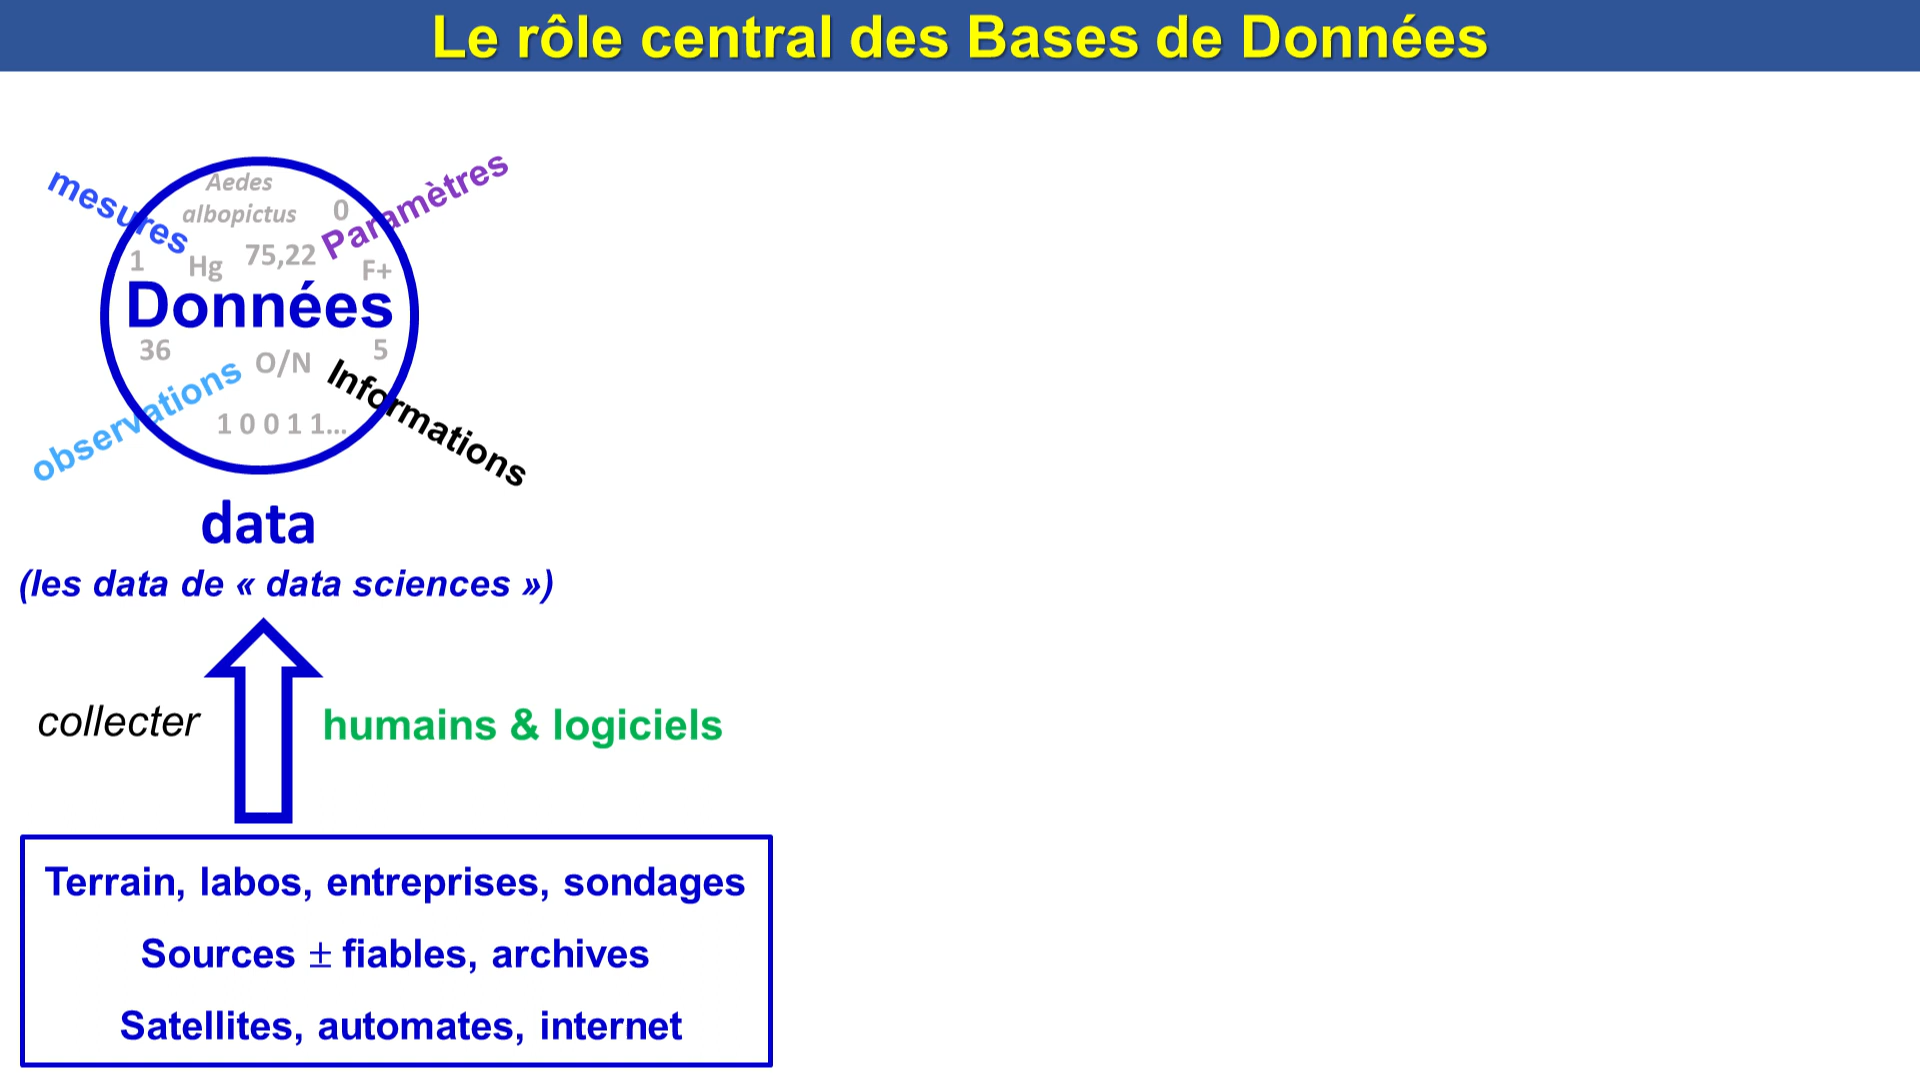 Le rôle central des Bases de Données
mesures
Aedes
albopictus
0
Paramètres
1
Hg
75,22
F+
Données
36
O/N
5
observations
Informations
1 0 0 1 1...
data
(les data de « data sciences »)
collecter
humains & logiciels
Terrain, labos, entreprises, sondages
Sources ± fiables, archives
Satellites, automates, internet